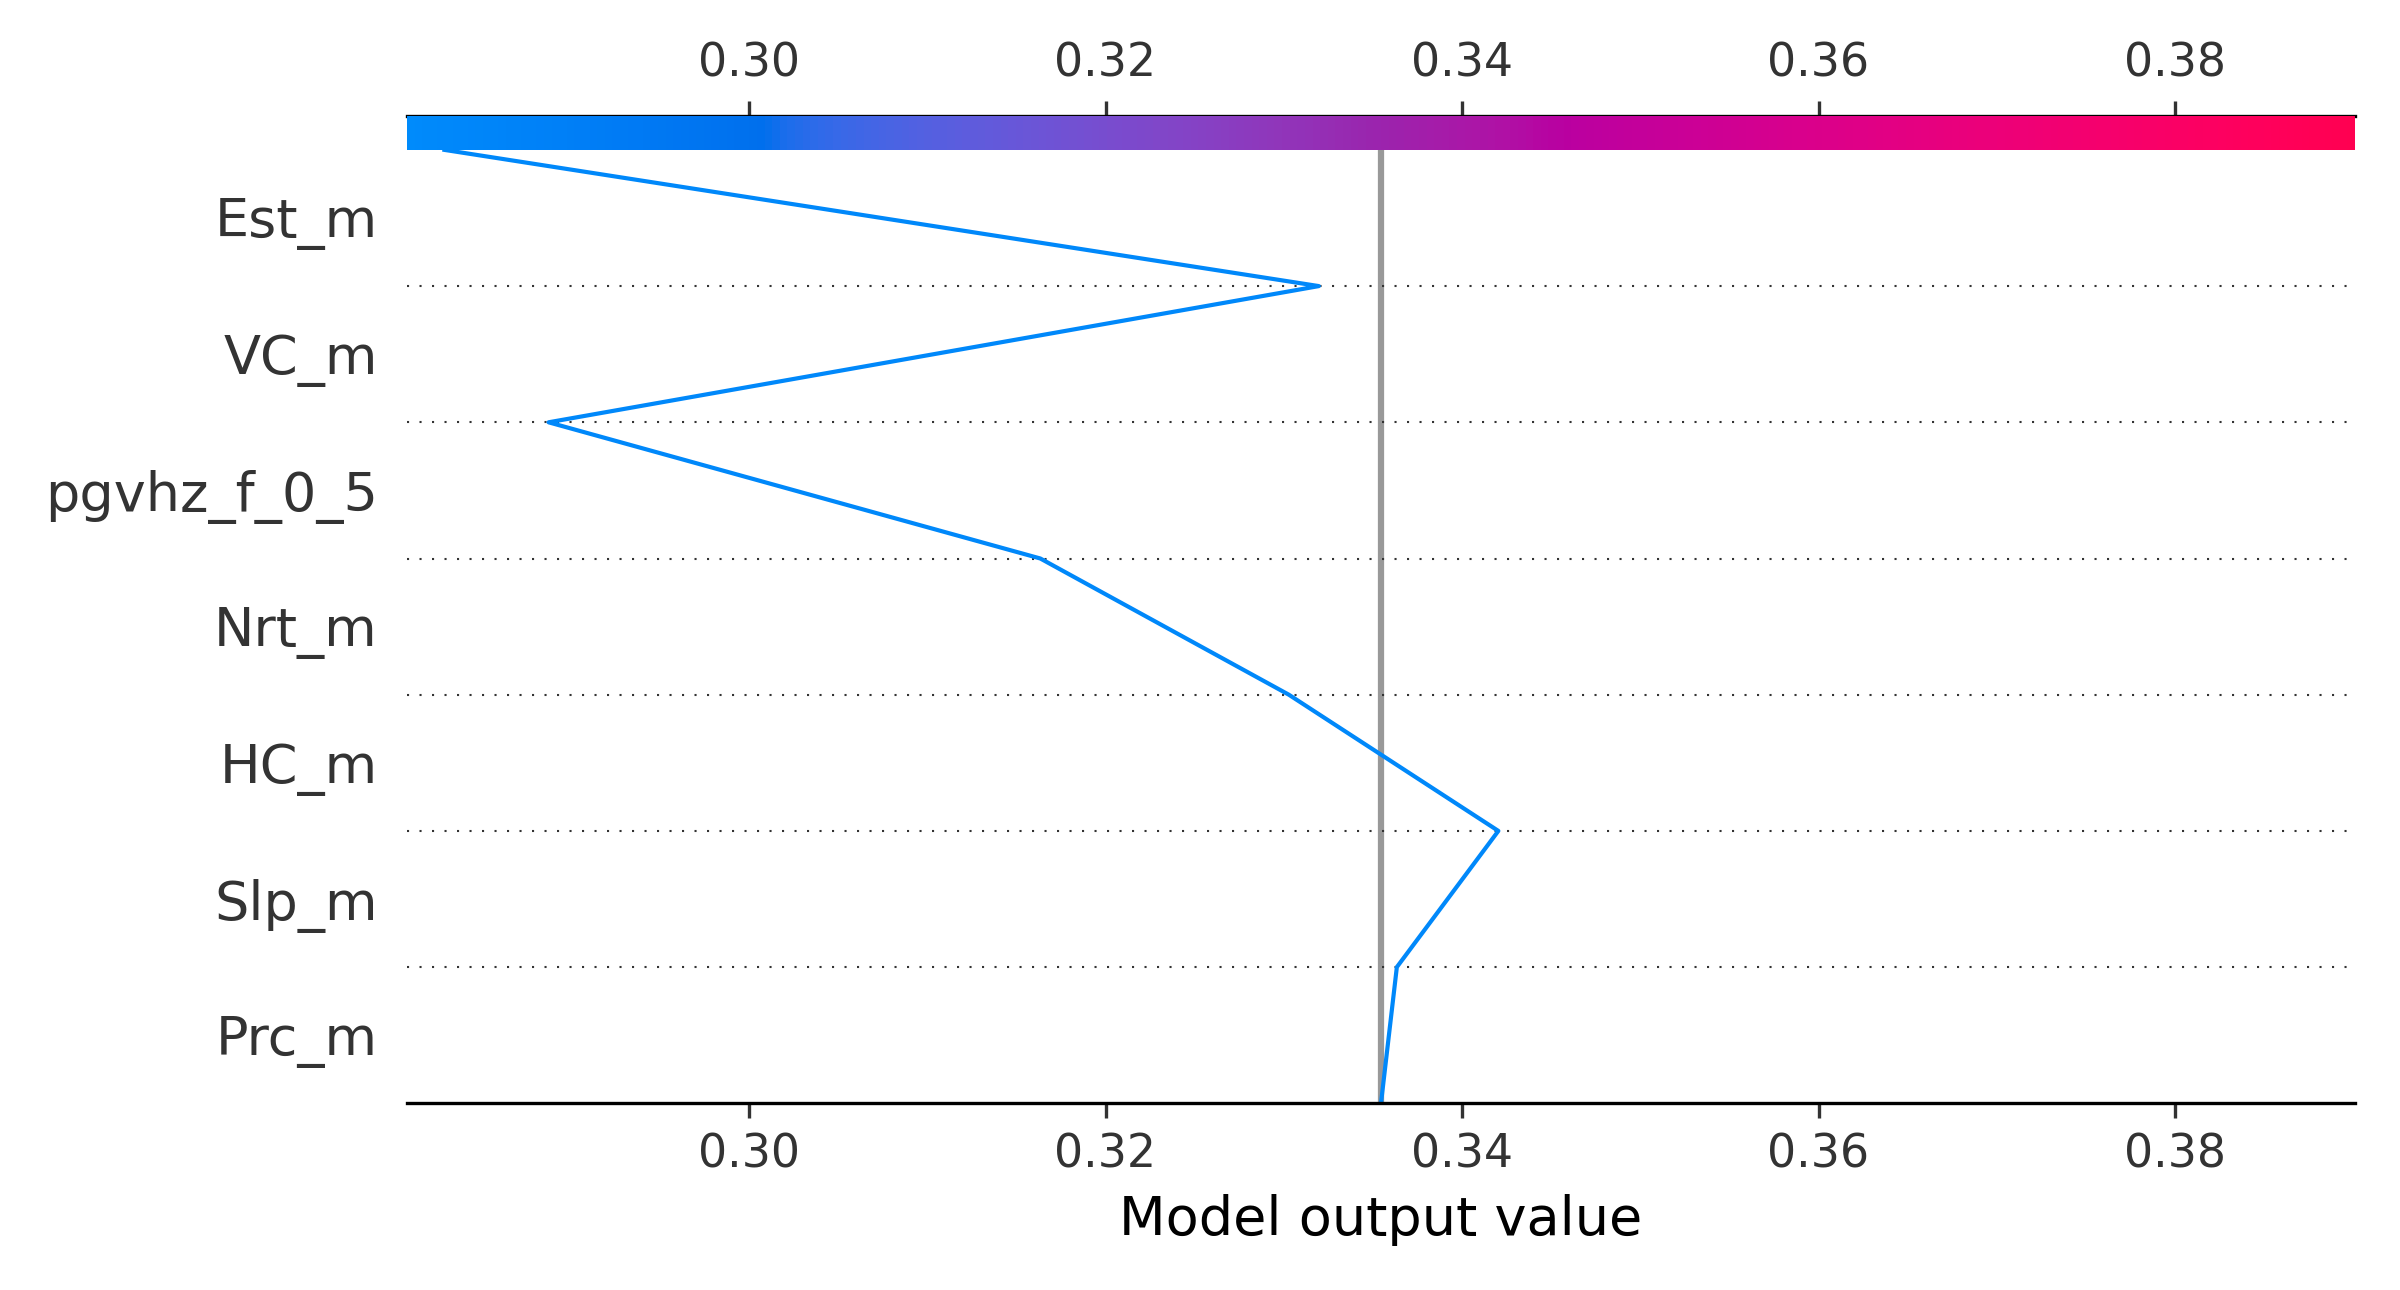 0.30 0.32 0.34 0.36 0.38
Est_m
VC_m
pgvhz_f_0_5
Nrt_m
HC_m
Slp_m
Prc_m
0.30 0.32 0.34 0.36 0.38
Model output value